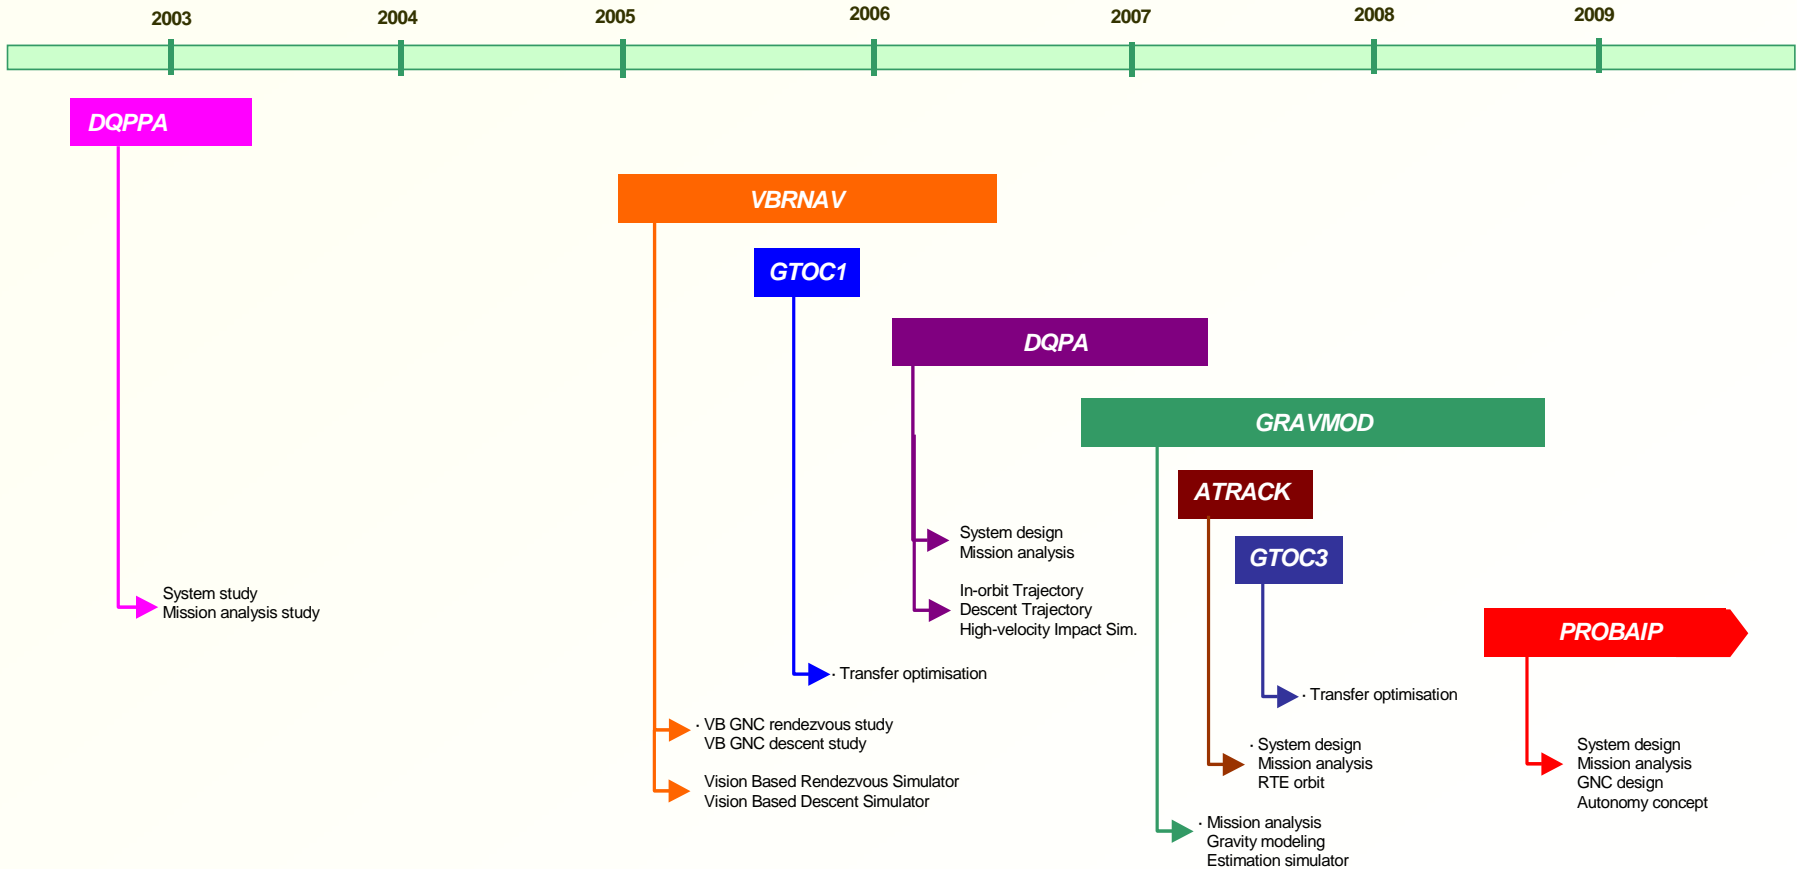 2003 2004 2005 2006 2007 2008 2009
DQPPA
System study
Mission analysis study
VBRNAV
· VB GNC rendezvous study
VB GNC descent study
Vision Based Rendezvous Simulator
Vision Based Descent Simulator
GTOC1
· Transfer optimisation
DQPA
System design
Mission analysis
In-orbit Trajectory
Descent Trajectory
High-velocity Impact Sim.
GRAVMOD
· Mission analysis
Gravity modeling
Estimation simulator
ATRACK
· System design
Mission analysis
RTE orbit
GTOC3
· Transfer optimisation
PROBAIP
System design
Mission analysis
GNC design
Autonomy concept